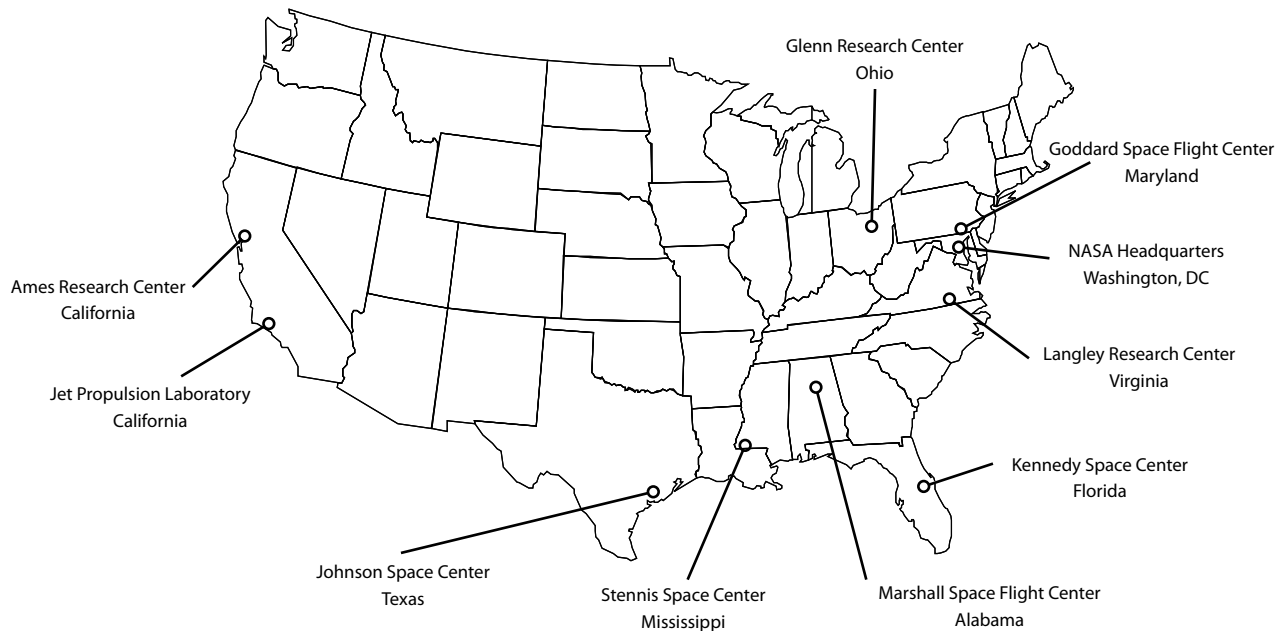 Glenn Research Center
Ohio
Goddard Space Flight Center
Maryland
NASA Headquarters
Washington, DC
Ames Research Center
California
Langley Research Center
Virginia
Jet Propulsion Laboratory
California
Kennedy Space Center
Florida
Johnson Space Center
Texas
Stennis Space Center
Mississippi
Marshall Space Flight Center
Alabama